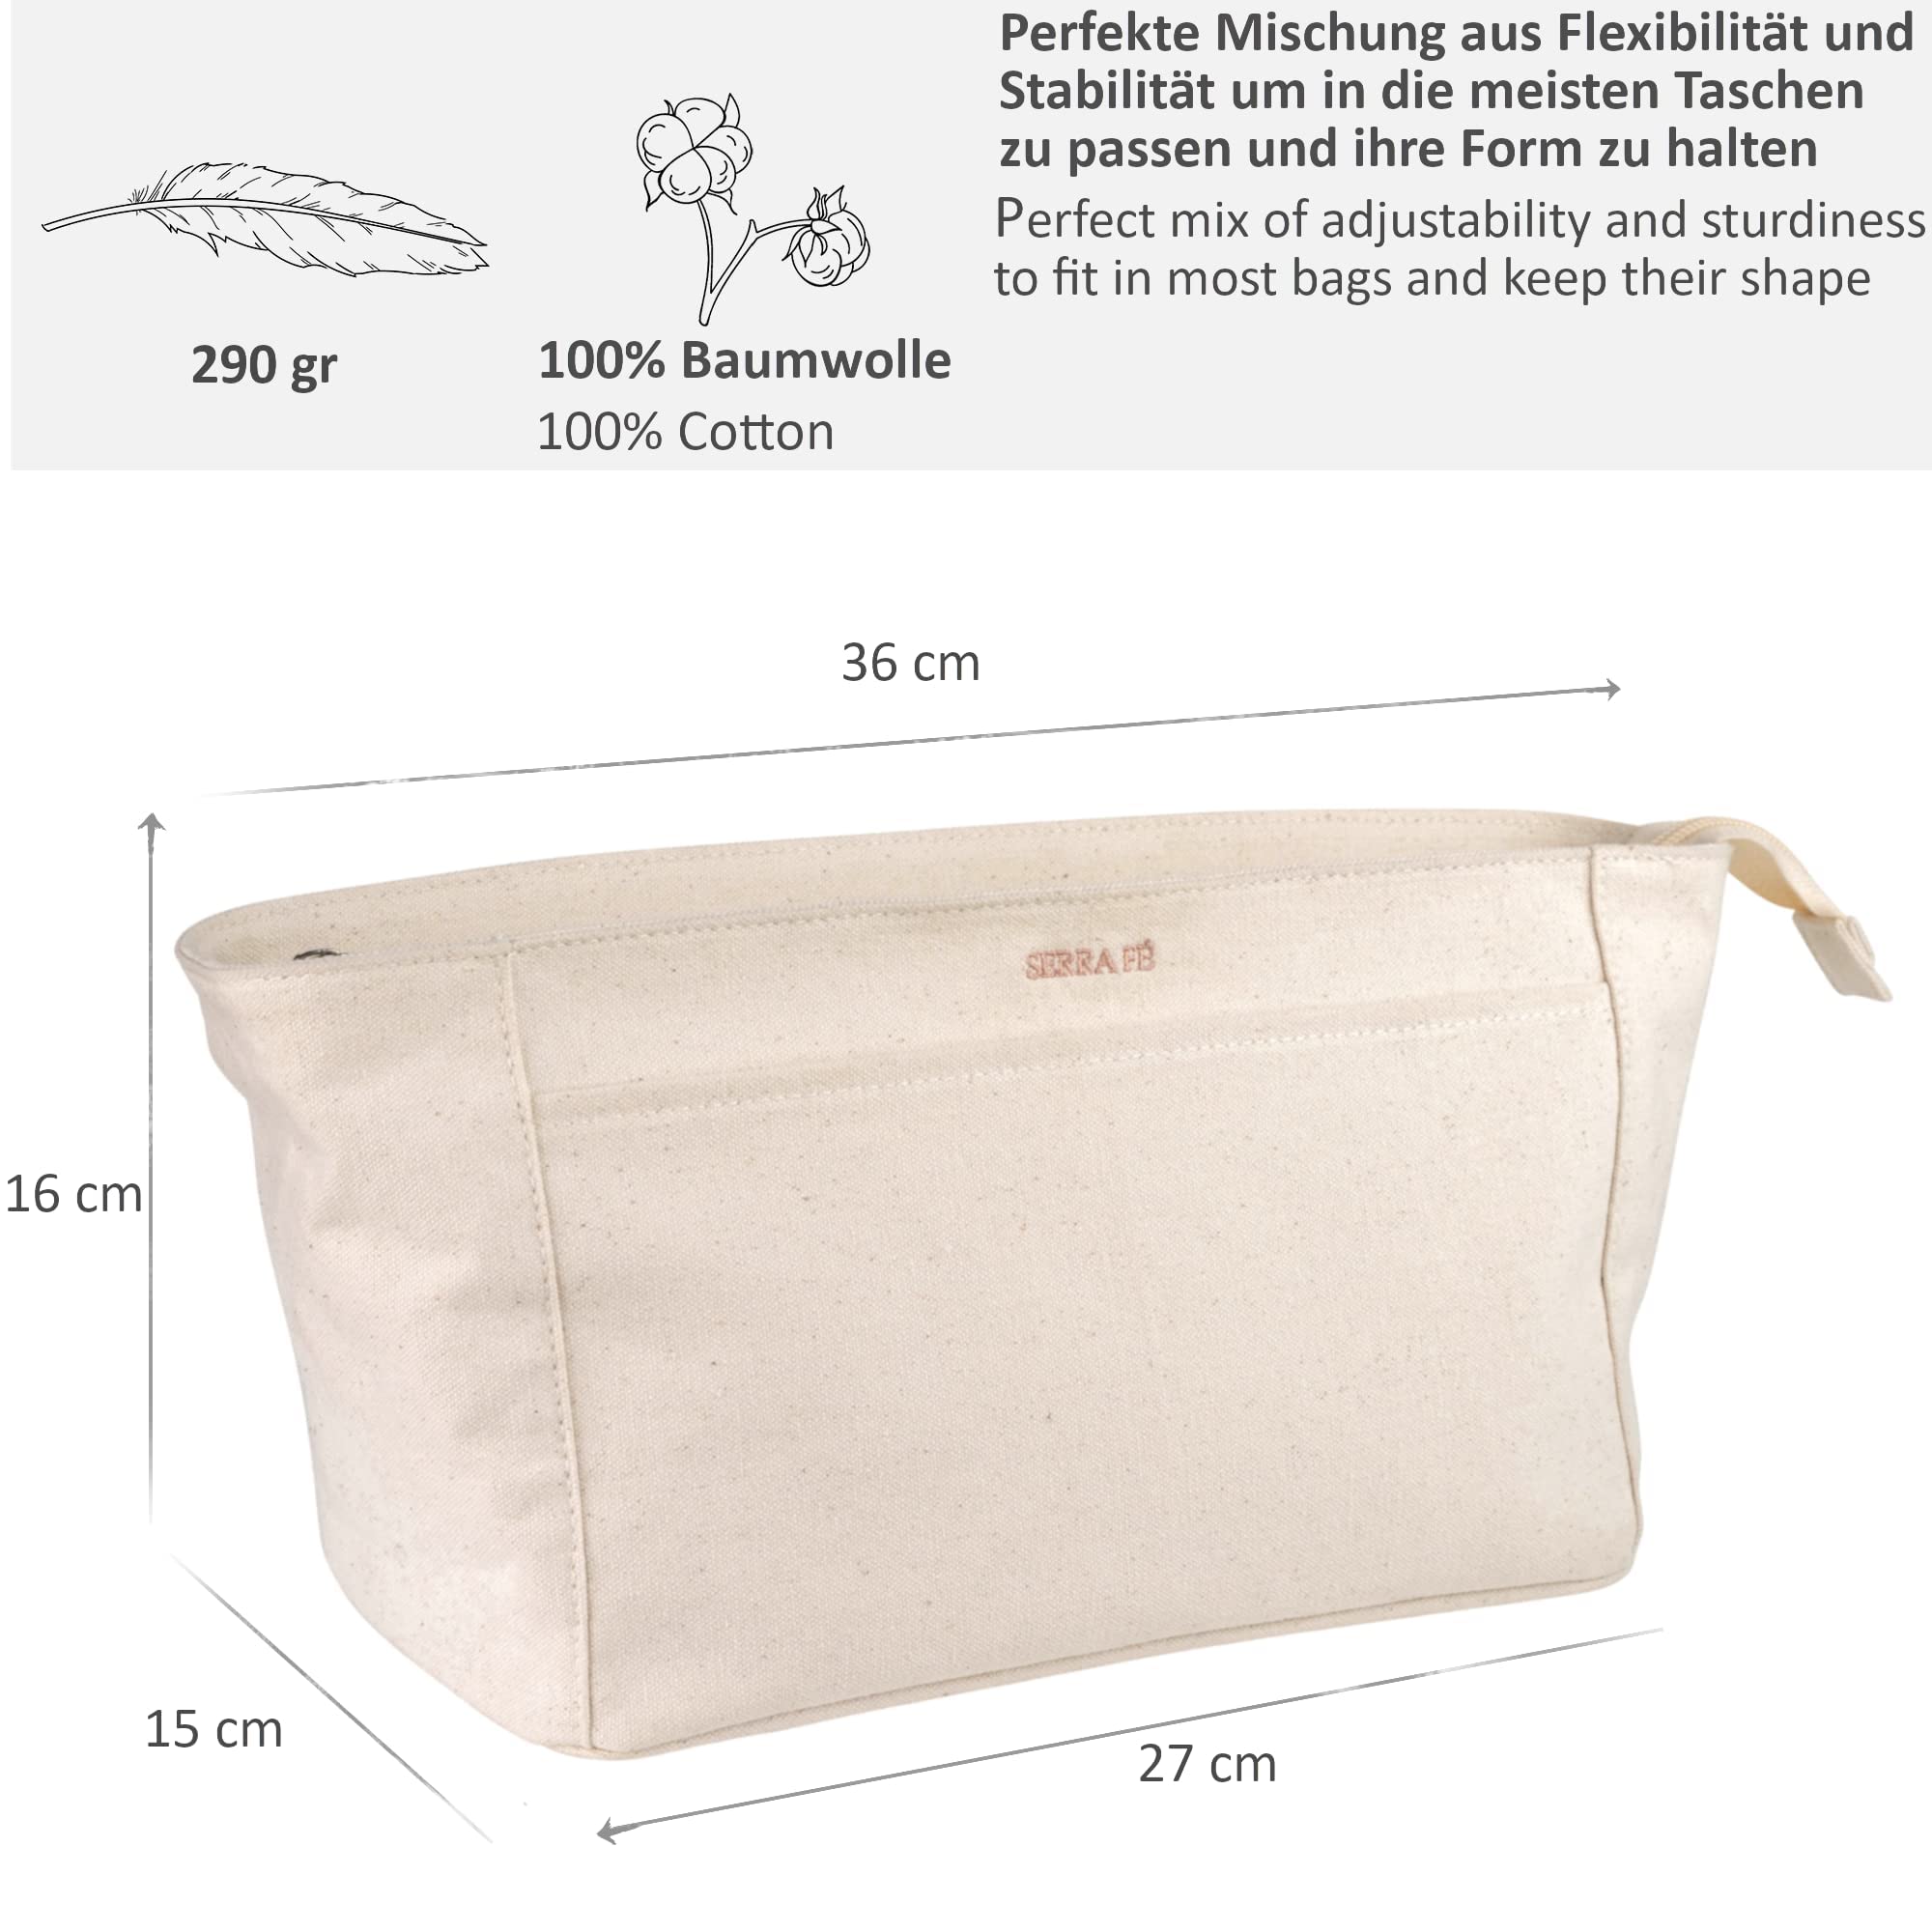 Perfekte Mischung aus Flexibilität und
Stabilität um in die meisten Taschen
zu passen und ihre Form zu halten
Perfect mix of adjustability and sturdiness
to fit in most bags and keep their shape
290 gr
100% Baumwolle
100% Cotton
36 cm
SERRA FÉ
16 cm
15 cm
27 cm